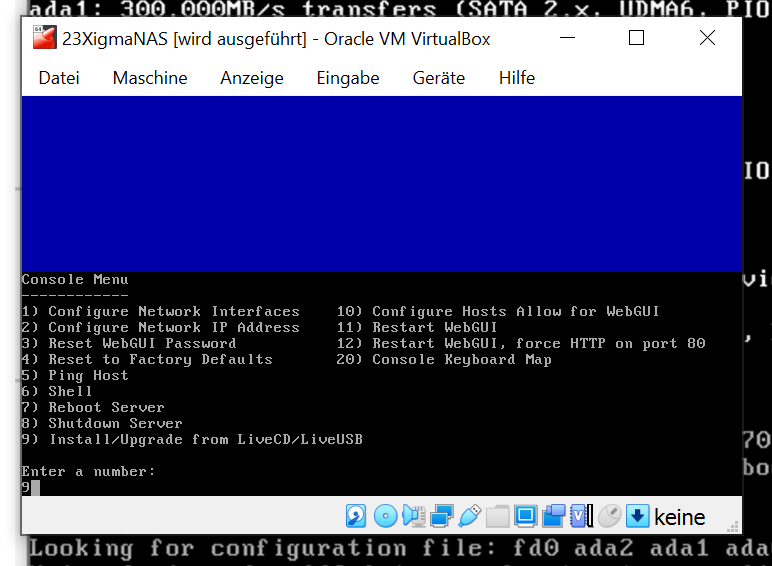 ada1: 300.000MB/s transfers (SATA 2.x, UDMA6, PIO
23XigmaNAS [wird ausgeführt] - Oracle VM VirtualBox
Datei Maschine Anzeige Eingabe Geräte Hilfe
IO
Console Menu
------------
1) Configure Network Interfaces 10) Configure Hosts Allow for WebGUI
2) Configure Network IP Address 11) Restart WebGUI
3) Reset WebGUI Password 12) Restart WebGUI, force HTTP on port 80
4) Reset to Factory Defaults 20) Console Keyboard Map
5) Ping Host
6) Shell
7) Reboot Server
8) Shutdown Server
9) Install/Upgrade from LiveCD/LiveUSB
70
boo
Enter a number:
9
keine
Looking for configuration file: fd0 ada2 ada1 ada